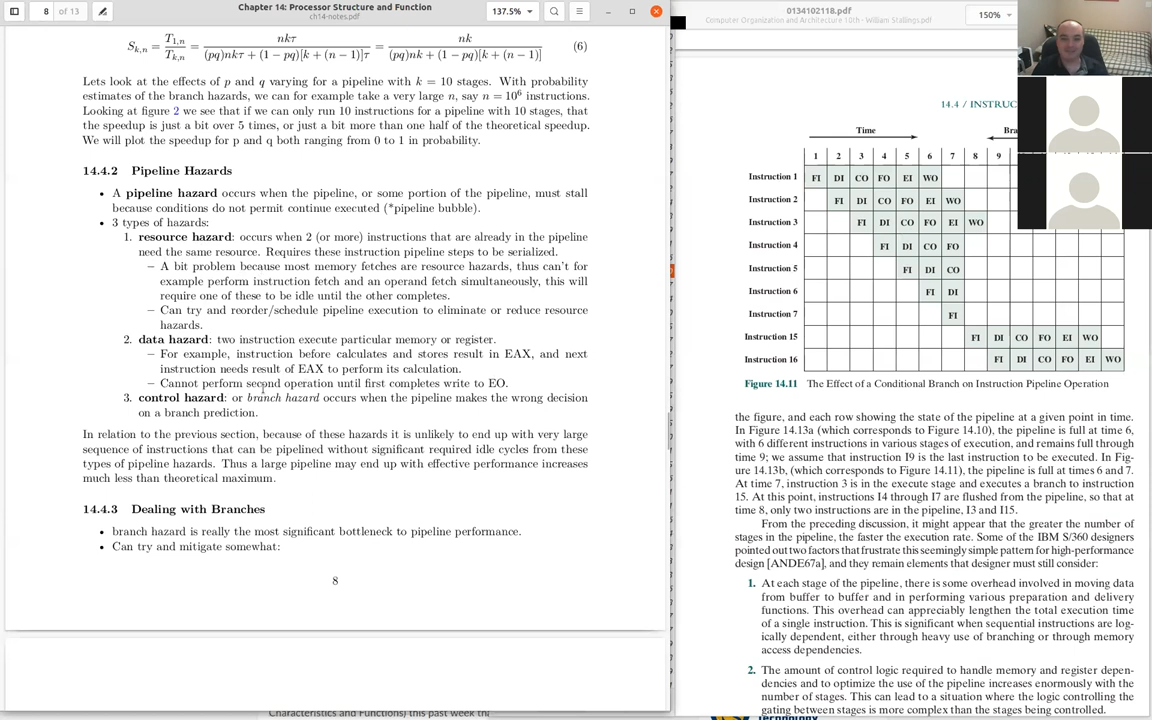 8 of 13
Chapter 14: Processor Structure and Function
ch14-notes.pdf
137.5%
S_{k,n} = T_{1,n} / T_{k,n} = nkτ / ((pq)nkτ + (1 − pq)[k + (n − 1)]τ) = nk / ((pq)nk + (1 − pq)[k + (n − 1)]) (6)
Lets look at the effects of p and q varying for a pipeline with k = 10 stages. With probability
estimates of the branch hazards, we can for example take a very large n, say n = 10^6 instructions.
Looking at figure 2 we see that if we can only run 10 instructions for a pipeline with 10 stages, that
the speedup is just a bit over 5 times, or just a bit more than one half of the theoretical speedup.
We will plot the speedup for p and q both ranging from 0 to 1 in probability.
14.4.2 Pipeline Hazards
• A pipeline hazard occurs when the pipeline, or some portion of the pipeline, must stall
because conditions do not permit continue executed (*pipeline bubble).
• 3 types of hazards:
1. resource hazard: occurs when 2 (or more) instructions that are already in the pipeline
need the same resource. Requires these instruction pipeline steps to be serialized.
– A bit problem because most memory fetches are resource hazards, thus can't for
example perform instruction fetch and an operand fetch simultaneously, this will
require one of these to be idle until the other completes.
– Can try and reorder/schedule pipeline execution to eliminate or reduce resource
hazards.
2. data hazard: two instruction execute particular memory or register.
– For example, instruction before calculates and stores result in EAX, and next
instruction needs result of EAX to perform its calculation.
– Cannot perform second operation until first completes write to EO.
3. control hazard: or branch hazard occurs when the pipeline makes the wrong decision
on a branch prediction.
In relation to the previous section, because of these hazards it is unlikely to end up with very large
sequence of instructions that can be pipelined without significant required idle cycles from these
types of pipeline hazards. Thus a large pipeline may end up with effective performance increases
much less than theoretical maximum.
14.4.3 Dealing with Branches
• branch hazard is really the most significant bottleneck to pipeline performance.
• Can try and mitigate somewhat:
8
Characteristics and Functions) this past week
0134102118.pdf
Computer Organization and Architecture 10th - William Stallings.pdf
150%
14.4 / INSTRUC
Time
Bra
1 2 3 4 5 6 7 8 9
Instruction 1 FI DI CO FO EI WO
Instruction 2 FI DI CO FO EI WO
Instruction 3 FI DI CO FO EI WO
Instruction 4 FI DI CO FO
Instruction 5 FI DI CO
Instruction 6 FI DI
Instruction 7 FI
Instruction 15 FI DI CO FO EI WO
Instruction 16 FI DI CO FO EI WO
Figure 14.11 The Effect of a Conditional Branch on Instruction Pipeline Operation
the figure, and each row showing the state of the pipeline at a given point in time.
In Figure 14.13a (which corresponds to Figure 14.10), the pipeline is full at time 6,
with 6 different instructions in various stages of execution, and remains full through
time 9; we assume that instruction I9 is the last instruction to be executed. In Fig-
ure 14.13b, (which corresponds to Figure 14.11), the pipeline is full at times 6 and 7.
At time 7, instruction 3 is in the execute stage and executes a branch to instruction
15. At this point, instructions I4 through I7 are flushed from the pipeline, so that at
time 8, only two instructions are in the pipeline, I3 and I15.
From the preceding discussion, it might appear that the greater the number of
stages in the pipeline, the faster the execution rate. Some of the IBM S/360 designers
pointed out two factors that frustrate this seemingly simple pattern for high-performance
design [ANDE67a], and they remain elements that designer must still consider:
1. At each stage of the pipeline, there is some overhead involved in moving data
from buffer to buffer and in performing various preparation and delivery
functions. This overhead can appreciably lengthen the total execution time
of a single instruction. This is significant when sequential instructions are log-
ically dependent, either through heavy use of branching or through memory
access dependencies.
2. The amount of control logic required to handle memory and register depen-
dencies and to optimize the use of the pipeline increases enormously with the
number of stages. This can lead to a situation where the logic controlling the
gating between stages is more complex than the stages being controlled.